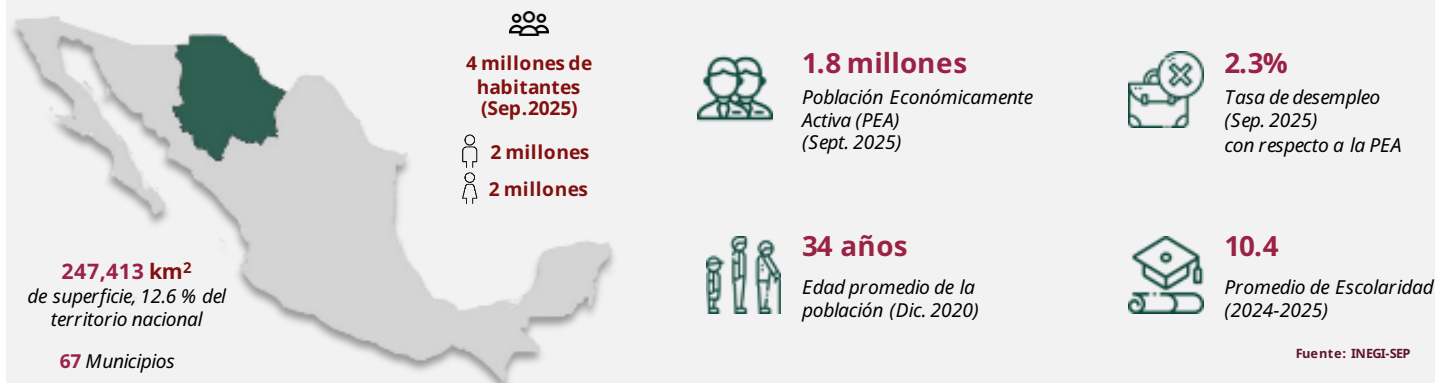 4 millones de
habitantes
(Sep.2025)
2 millones
2 millones
247,413 km²
de superficie, 12.6 % del
territorio nacional
67 Municipios
1.8 millones
Población Económicamente
Activa (PEA)
(Sept. 2025)
2.3%
Tasa de desempleo
(Sep. 2025)
con respecto a la PEA
34 años
Edad promedio de la
población (Dic. 2020)
10.4
Promedio de Escolaridad
(2024-2025)
Fuente: INEGI-SEP